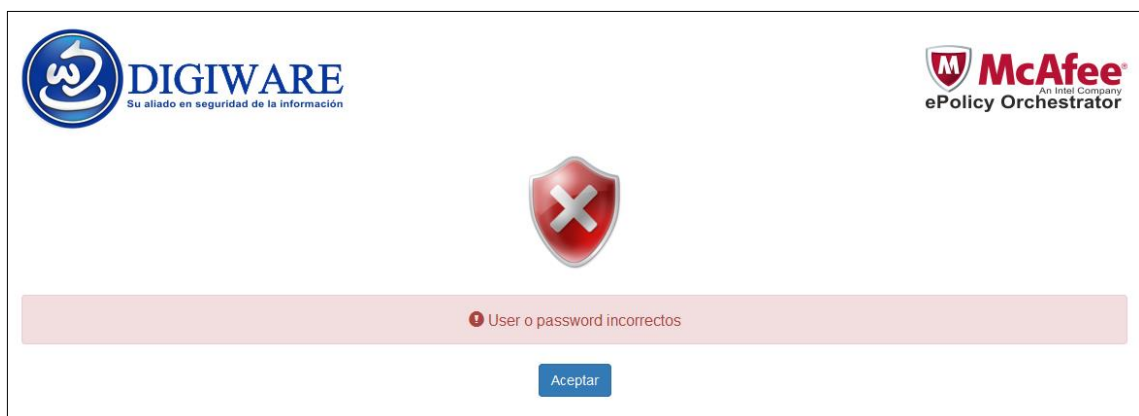 DIGIWARE
Su aliado en seguridad de la información
McAfee®
An Intel Company
ePolicy Orchestrator
User o password incorrectos
Aceptar